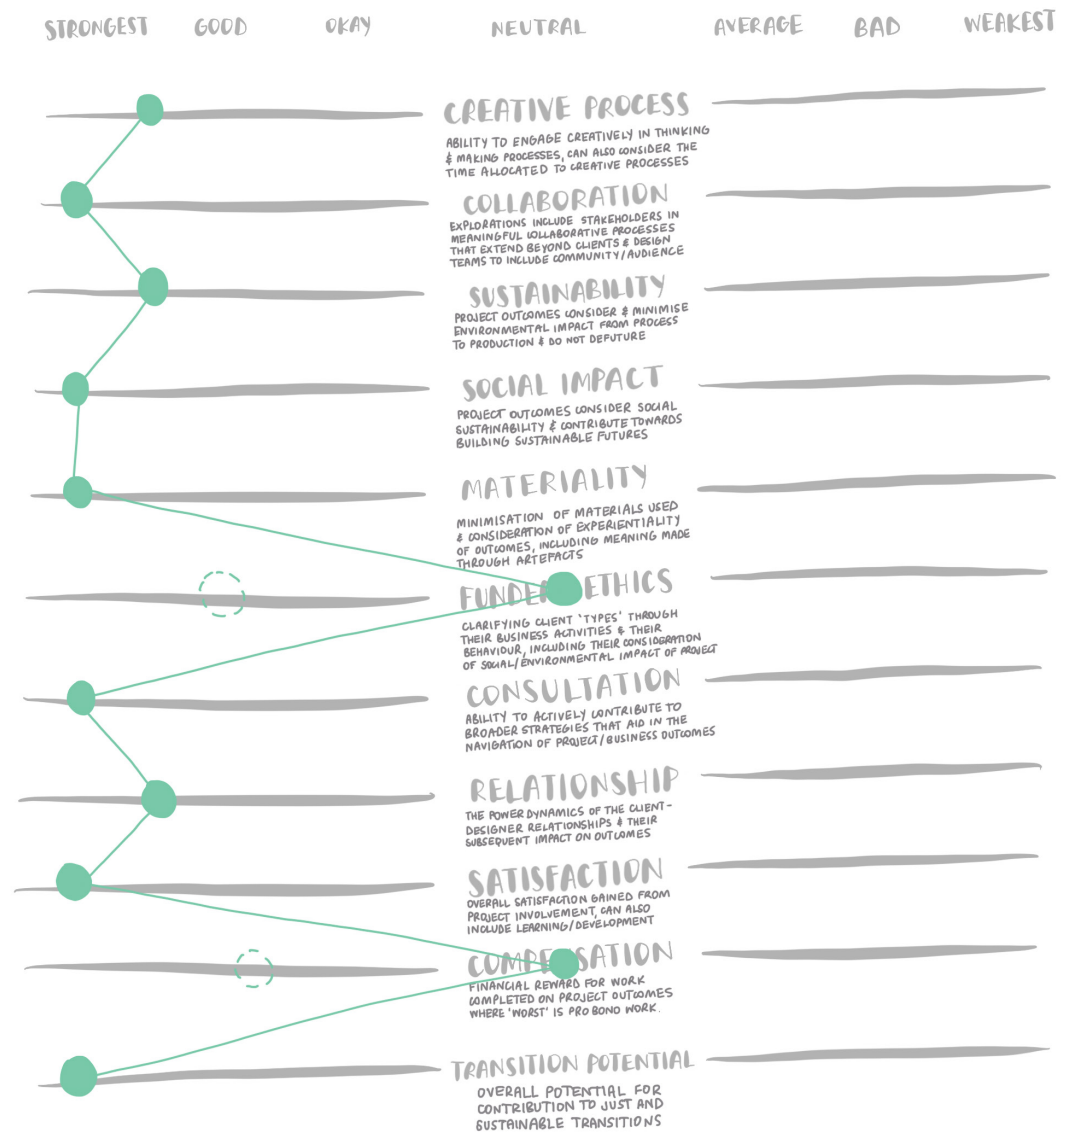 STRONGEST GOOD OKAY NEUTRAL AVERAGE BAD WEAKEST
CREATIVE PROCESS
ABILITY TO ENGAGE CREATIVELY IN THINKING
& MAKING PROCESSES, CAN ALSO CONSIDER THE
TIME ALLOCATED TO CREATIVE PROCESSES
COLLABORATION
EXPLORATIONS INCLUDE STAKEHOLDERS IN
MEANINGFUL COLLABORATIVE PROCESSES
THAT EXTEND BEYOND CLIENTS & DESIGN
TEAMS TO INCLUDE COMMUNITY/AUDIENCE
SUSTAINABILITY
PROJECT OUTCOMES CONSIDER & MINIMISE
ENVIRONMENTAL IMPACT FROM PROCESS
TO PRODUCTION & DO NOT DEFUTURE
SOCIAL IMPACT
PROJECT OUTCOMES CONSIDER SOCIAL
SUSTAINABILITY & CONTRIBUTE TOWARDS
BUILDING SUSTAINABLE FUTURES
MATERIALITY
MINIMISATION OF MATERIALS USED
& CONSIDERATION OF EXPERIENTIALITY
OF OUTCOMES, INCLUDING MEANING MADE
THROUGH ARTEFACTS
ETHICS
CLARIFYING CLIENT 'TYPES' THROUGH
THEIR BUSINESS ACTIVITIES & THEIR
BEHAVIOUR, INCLUDING THEIR CONSIDERATION
OF SOCIAL/ENVIRONMENTAL IMPACT OF PROJECT
CONSULTATION
ABILITY TO ACTIVELY CONTRIBUTE TO
BROADER STRATEGIES THAT AID IN THE
NAVIGATION OF PROJECT/BUSINESS OUTCOMES
RELATIONSHIP
THE POWER DYNAMICS OF THE CLIENT-
DESIGNER RELATIONSHIPS & THEIR
SUBSEQUENT IMPACT ON OUTCOMES
SATISFACTION
OVERALL SATISFACTION GAINED FROM
PROJECT INVOLVEMENT, CAN ALSO
INCLUDE LEARNING/DEVELOPMENT
COMPENSATION
FINANCIAL REWARD FOR WORK
COMPLETED ON PROJECT OUTCOMES
WHERE 'WORST' IS PRO BONO WORK.
TRANSITION POTENTIAL
OVERALL POTENTIAL FOR
CONTRIBUTION TO JUST AND
SUSTAINABLE TRANSITIONS